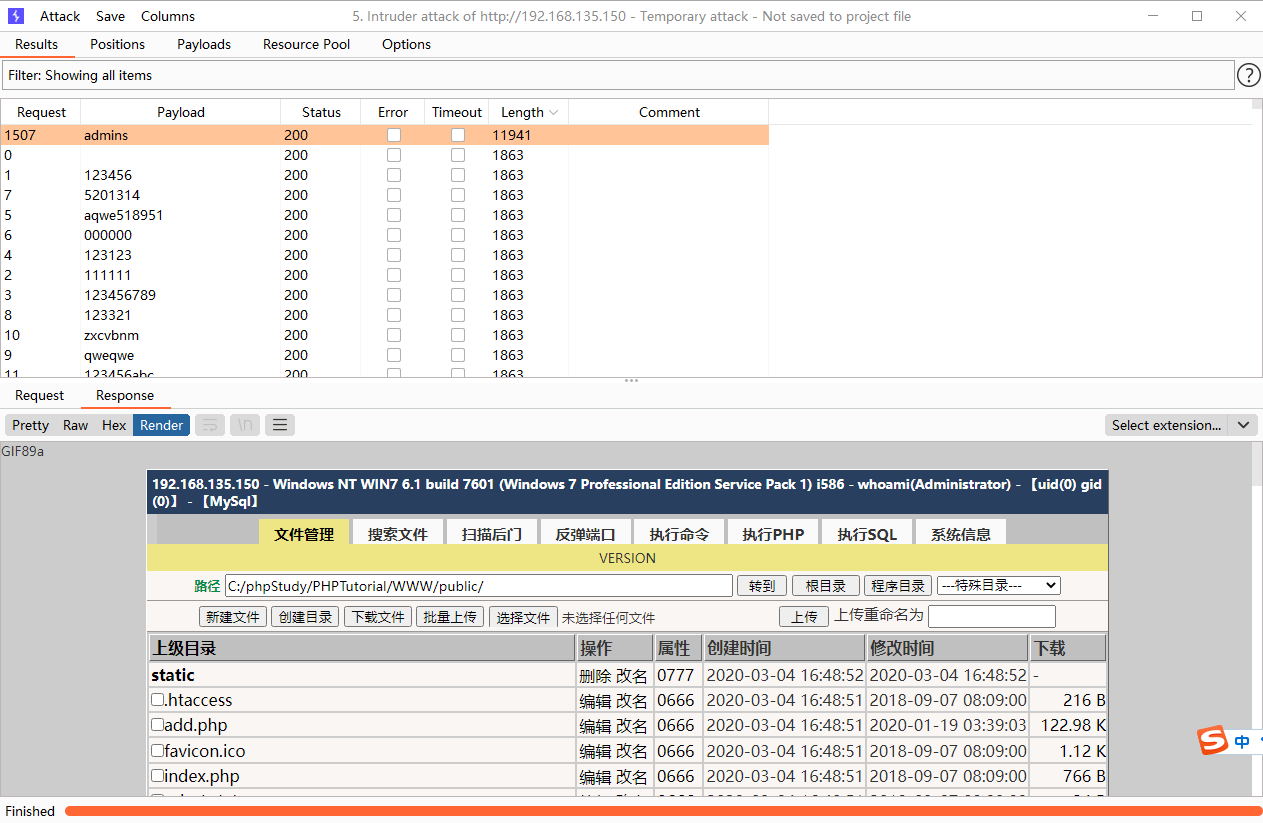 Attack Save Columns 5. Intruder attack of http://192.168.135.150 - Temporary attack - Not saved to project file
Results Positions Payloads Resource Pool Options
Filter: Showing all items
?
Request Payload Status Error Timeout Length Comment
1507 admins 200 11941
0 200 1863
1 123456 200 1863
7 5201314 200 1863
5 aqwe518951 200 1863
6 000000 200 1863
4 123123 200 1863
2 111111 200 1863
3 123456789 200 1863
8 123321 200 1863
10 zxcvbnm 200 1863
9 qweqwe 200 1863
11 123456abc 200 1863
Request Response
Pretty Raw Hex Render \n Select extension...
GIF89a
192.168.135.150 - Windows NT WIN7 6.1 build 7601 (Windows 7 Professional Edition Service Pack 1) i586 - whoami(Administrator) - 【uid(0) gid
(0)】 - 【MySql】
文件管理 搜索文件 扫描后门 反弹端口 执行命令 执行PHP 执行SQL 系统信息
VERSION
路径 C:/phpStudy/PHPTutorial/WWW/public/ 转到 根目录 程序目录 ---特殊目录---
新建文件 创建目录 下载文件 批量上传 选择文件 未选择任何文件 上传 上传重命名为
上级目录 操作 属性 创建时间 修改时间 下载
static 删除 改名 0777 2020-03-04 16:48:52 2020-03-04 16:48:52 -
.htaccess 编辑 改名 0666 2020-03-04 16:48:51 2018-09-07 08:09:00 216 B
add.php 编辑 改名 0666 2020-03-04 16:48:51 2020-01-19 03:39:03 122.98 K
favicon.ico 编辑 改名 0666 2020-03-04 16:48:51 2018-09-07 08:09:00 1.12 K
index.php 编辑 改名 0666 2020-03-04 16:48:51 2018-09-07 08:09:00 766 B
S 中
Finished